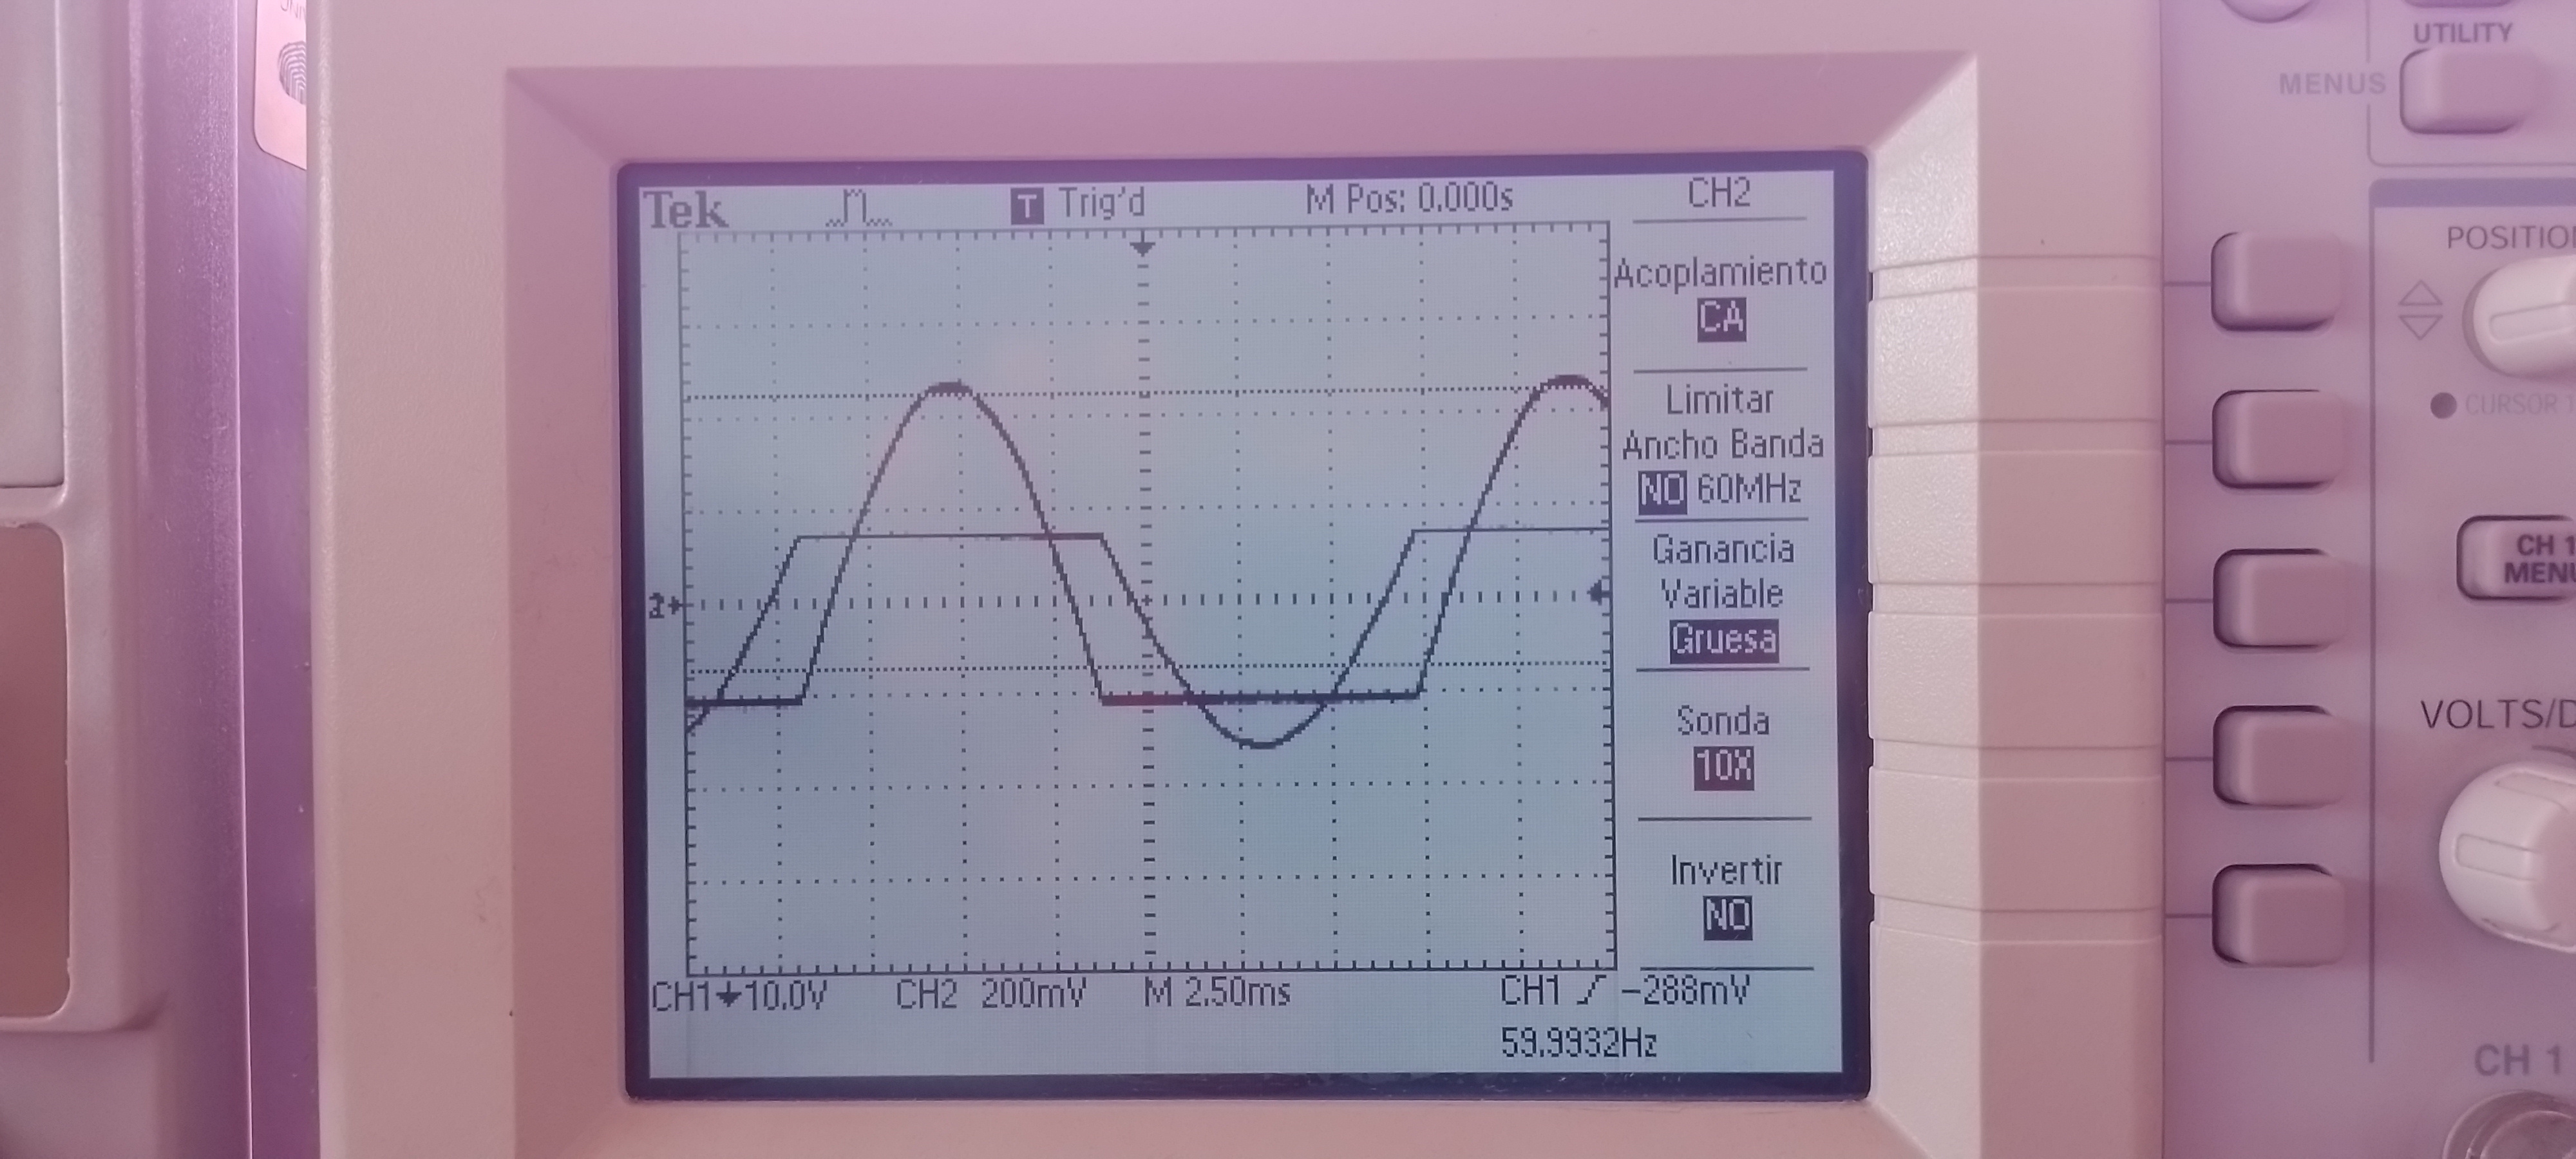 UTILITY
MENUS
Tek T Trig'd M Pos: 0.000s CH2
Acoplamiento
CA
Limitar
Ancho Banda
NO 60MHz
Ganancia
Variable
Gruesa
Sonda
10X
Invertir
NO
CH1 10.0V CH2 200mV M 2.50ms CH1 -288mV
59.9932Hz
POSITION
CURSOR 1
CH 1
MENU
VOLTS/D
CH 1